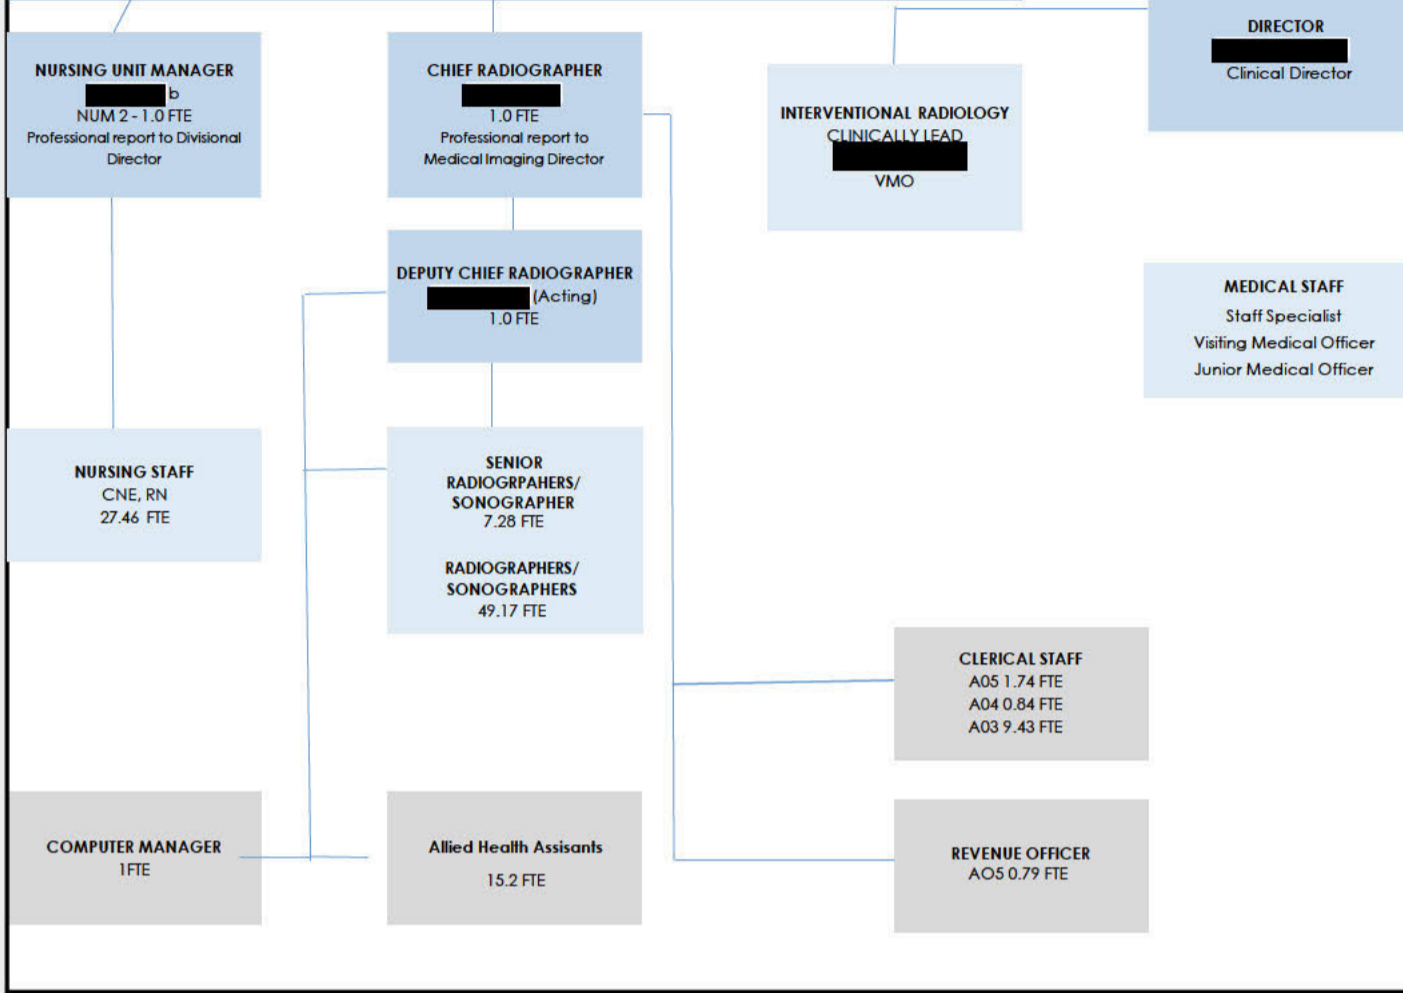 NURSING UNIT MANAGER
b
NUM 2 - 1.0 FTE
Professional report to Divisional
Director
CHIEF RADIOGRAPHER
1.0 FTE
Professional report to
Medical Imaging Director
INTERVENTIONAL RADIOLOGY
CLINICALLY LEAD
VMO
DIRECTOR
Clinical Director
DEPUTY CHIEF RADIOGRAPHER
(Acting)
1.0 FTE
MEDICAL STAFF
Staff Specialist
Visiting Medical Officer
Junior Medical Officer
NURSING STAFF
CNE, RN
27.46 FTE
SENIOR
RADIOGRPAHERS/
SONOGRAPHER
7.28 FTE
RADIOGRAPHERS/
SONOGRAPHERS
49.17 FTE
CLERICAL STAFF
A05 1.74 FTE
A04 0.84 FTE
A03 9.43 FTE
COMPUTER MANAGER
1FTE
Allied Health Assisants
15.2 FTE
REVENUE OFFICER
AO5 0.79 FTE